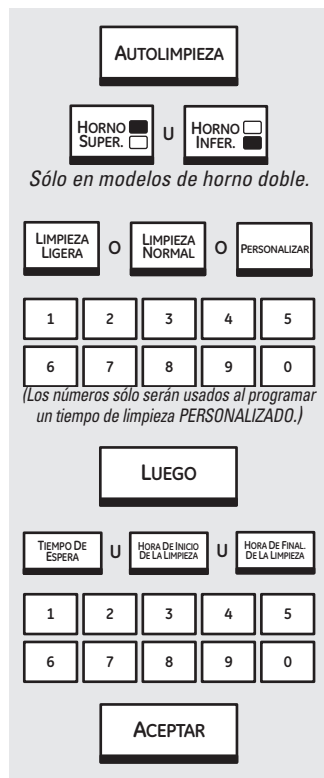 AUTOLIMPIEZA
HORNO SUPER. U HORNO INFER.
Sólo en modelos de horno doble.
LIMPIEZA LIGERA O LIMPIEZA NORMAL O PERSONALIZAR
1 2 3 4 5
6 7 8 9 0
(Los números sólo serán usados al programar
un tiempo de limpieza PERSONALIZADO.)
LUEGO
TIEMPO DE ESPERA U HORA DE INICIO DE LA LIMPIEZA U HORA DE FINAL. DE LA LIMPIEZA
1 2 3 4 5
6 7 8 9 0
ACEPTAR